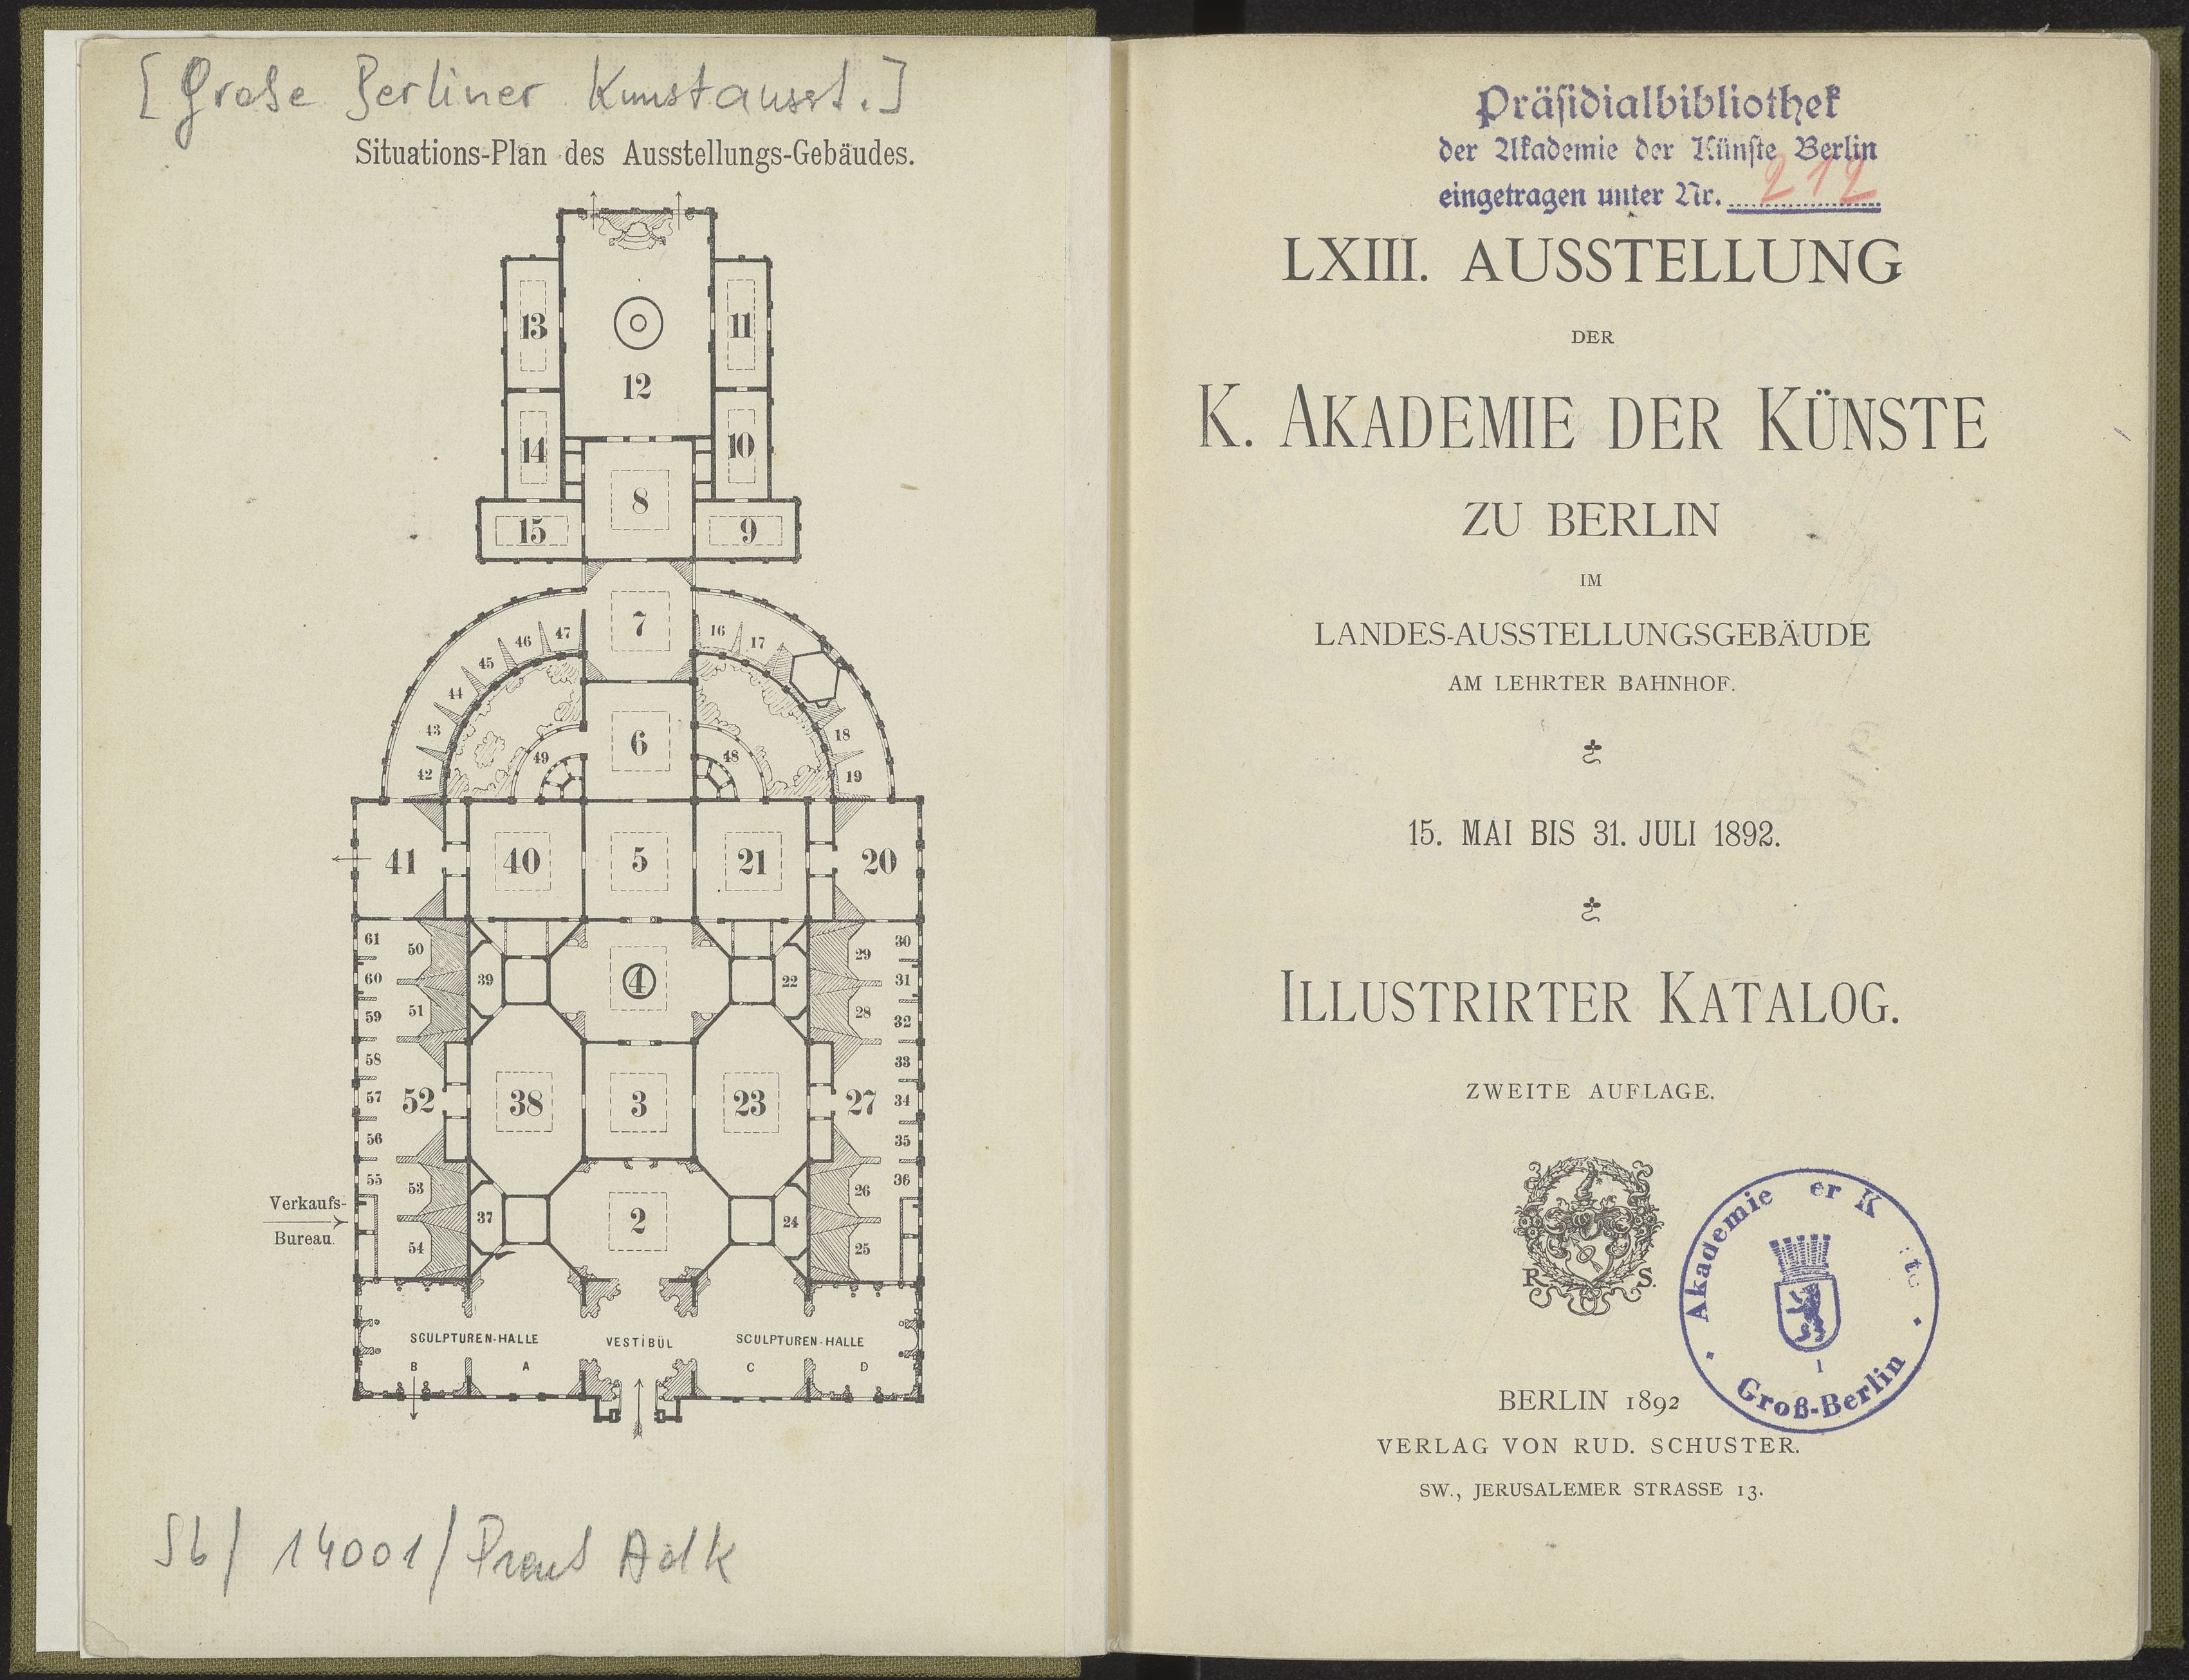 [Große Berliner Kunstausst.]
Situations-Plan des Ausstellungs-Gebäudes.
13
11
12
14
10
8
15
9
7
47
46
45
44
43
42
16
17
18
19
6
49
48
41
40
5
21
20
61
50
39
4
22
29
30
60
31
59
51
28
32
58
33
57
52
38
3
23
27
34
56
35
55
53
26
36
Verkaufs-
Bureau.
37
2
24
54
25
SCULPTUREN-HALLE
VESTIBÜL
SCULPTUREN-HALLE
B
A
C
D
14001
Präsidialbibliothek
der Akademie der Künste Berlin
eingetragen unter Nr. 212
LXIII. AUSSTELLUNG
DER
K. AKADEMIE DER KÜNSTE
ZU BERLIN
IM
LANDES-AUSSTELLUNGSGEBÄUDE
AM LEHRTER BAHNHOF.
15. MAI BIS 31. JULI 1892.
ILLUSTRIRTER KATALOG.
ZWEITE AUFLAGE.
R. S.
Akademie er K te
1
Groß-Berlin
BERLIN 1892
VERLAG VON RUD. SCHUSTER.
SW., JERUSALEMER STRASSE 13.